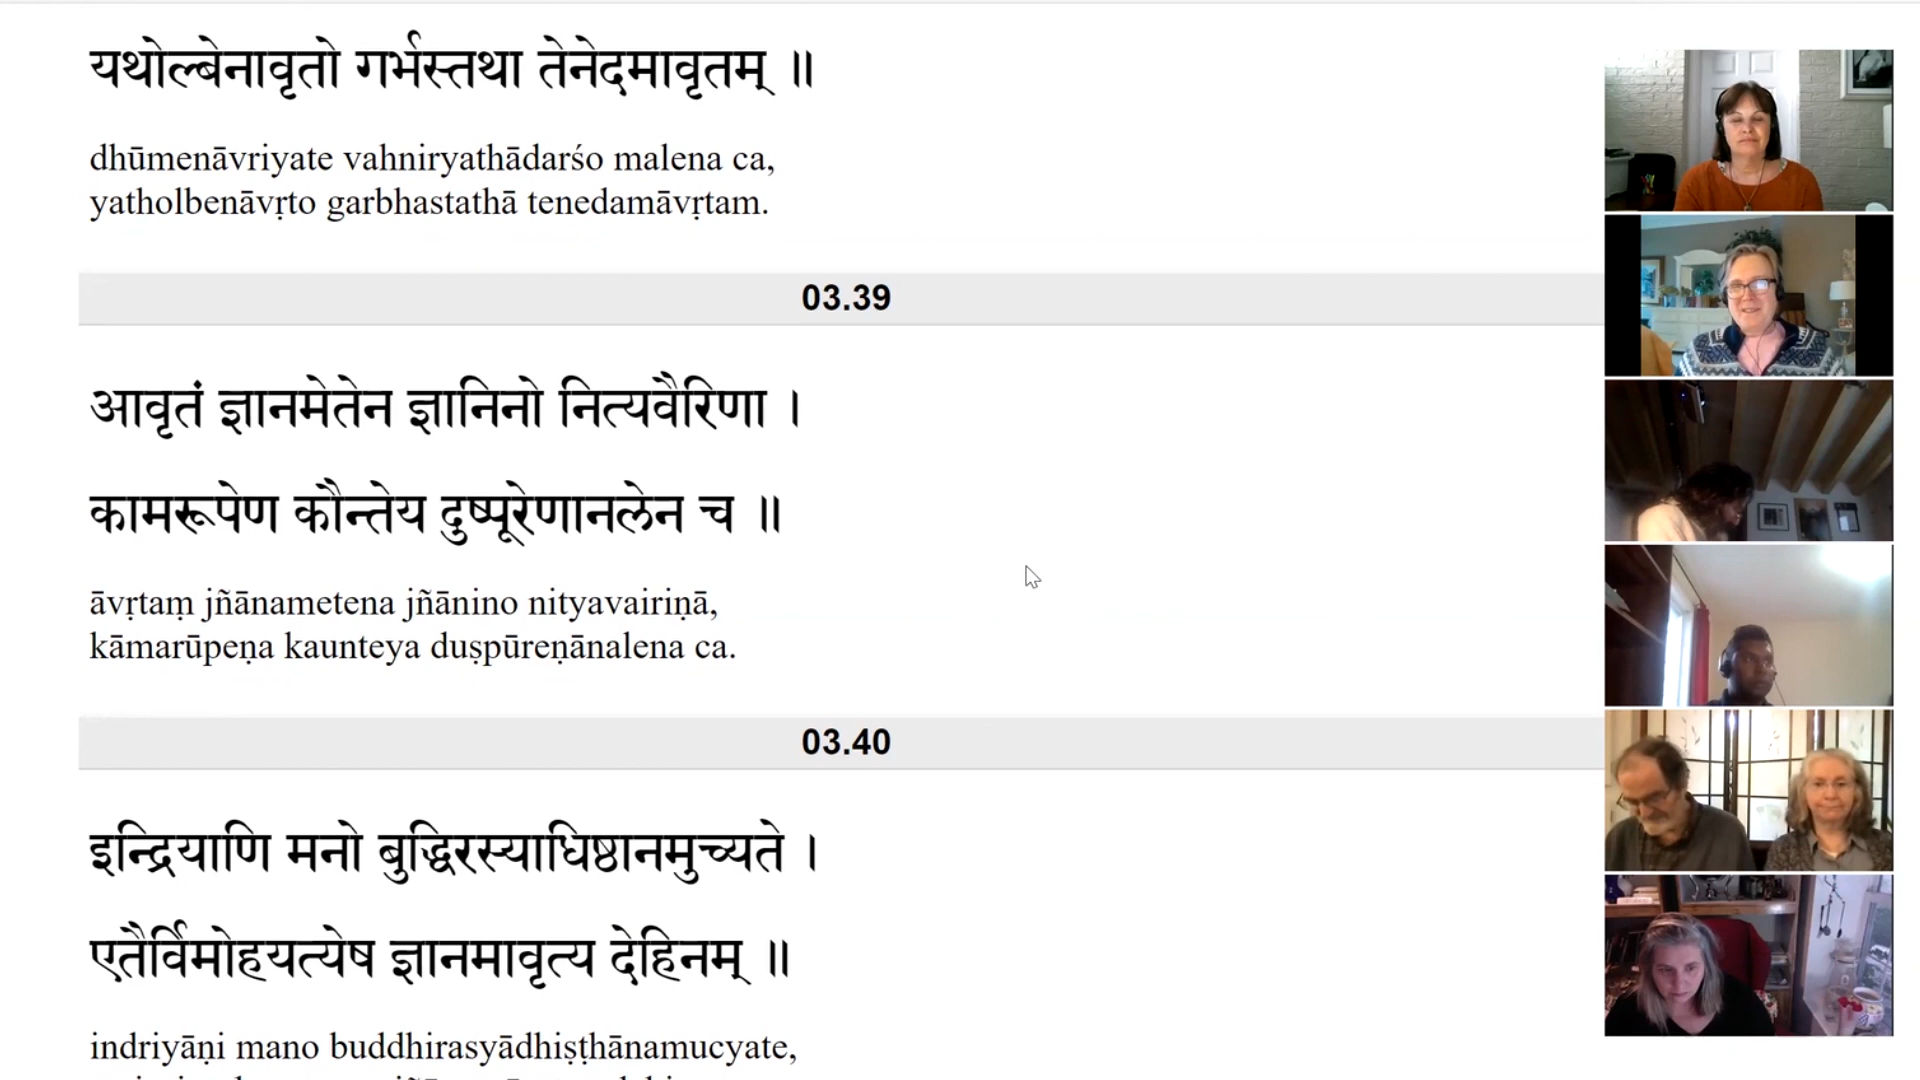 यथोल्बेनावृतो गर्भस्तथा तेनेदमावृतम् ॥
dhūmenāvriyate vahniryathādarśo malena ca,
yatholbenāvṛto garbhastathā tenedamāvṛtam.
03.39
आवृतं ज्ञानमेतेन ज्ञानिनो नित्यवैरिणा ।
कामरूपेण कौन्तेय दुष्पूरेणानलेन च ॥
āvṛtaṃ jñānametena jñānino nityavairiṇā,
kāmarūpeṇa kaunteya duṣpūreṇānalena ca.
03.40
इन्द्रियाणि मनो बुद्धिरस्याधिष्ठानमुच्यते ।
एतैर्विमोहयत्येष ज्ञानमावृत्य देहिनम् ॥
indriyāṇi mano buddhirasyādhiṣṭhānamucyate,